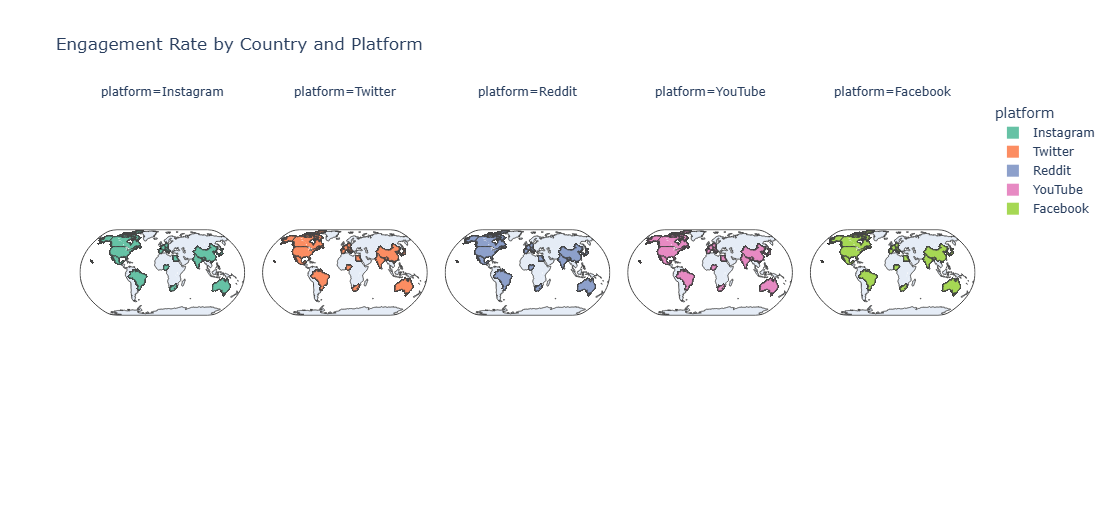 Engagement Rate by Country and Platform
platform=Instagram
platform=Twitter
platform=Reddit
platform=YouTube
platform=Facebook
platform
Instagram
Twitter
Reddit
YouTube
Facebook